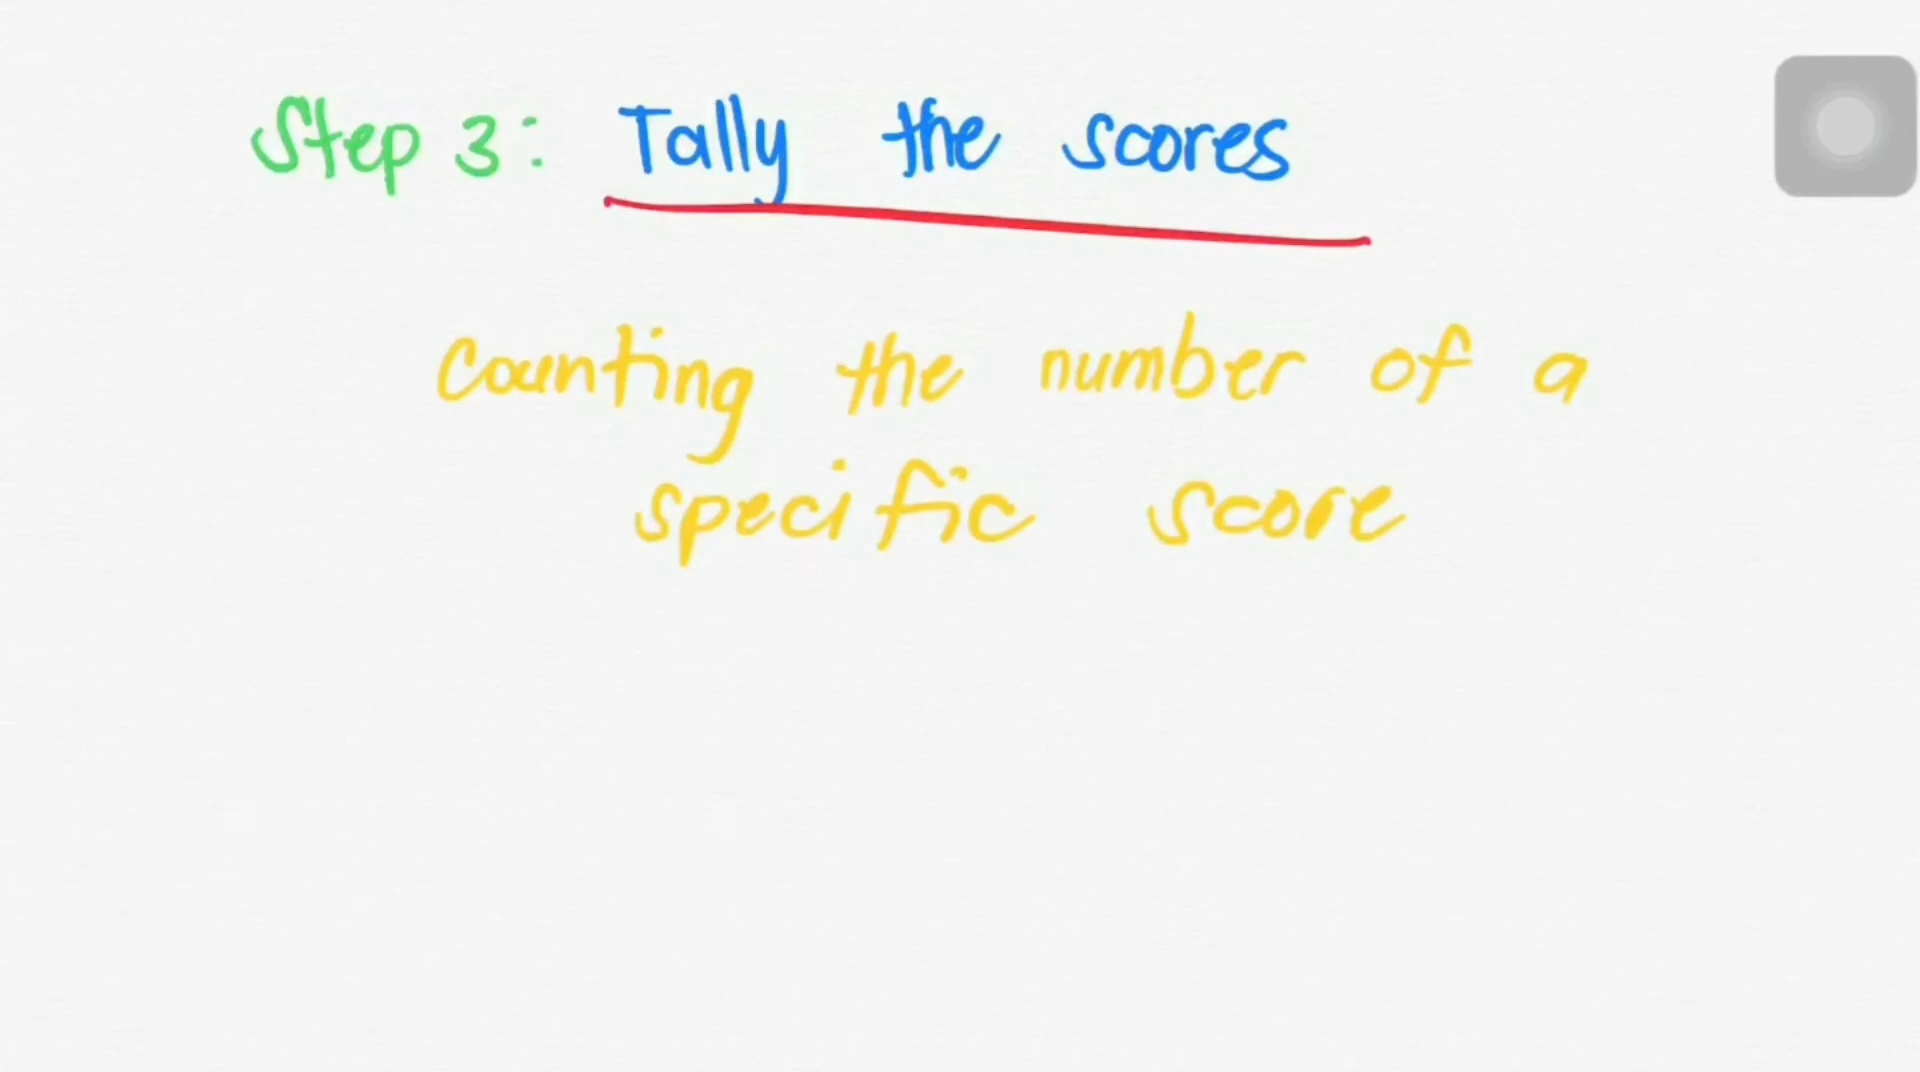 Step 3: Tally the scores
Counting the number of a
specific score